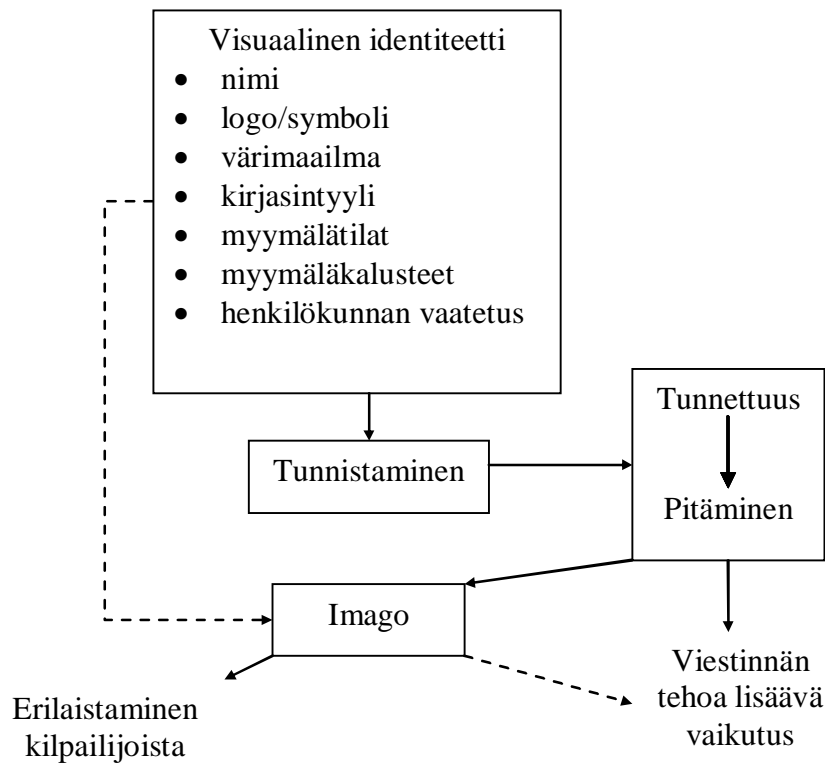 Visuaalinen identiteetti
• nimi
• logo/symboli
• värimaailma
• kirjasintyyli
• myymälätilat
• myymäläkalusteet
• henkilökunnan vaatetus
Tunnistaminen
Tunnettuus
Pitäminen
Imago
Erilaistaminen
kilpailijoista
Viestinnän
tehoa lisäävä
vaikutus